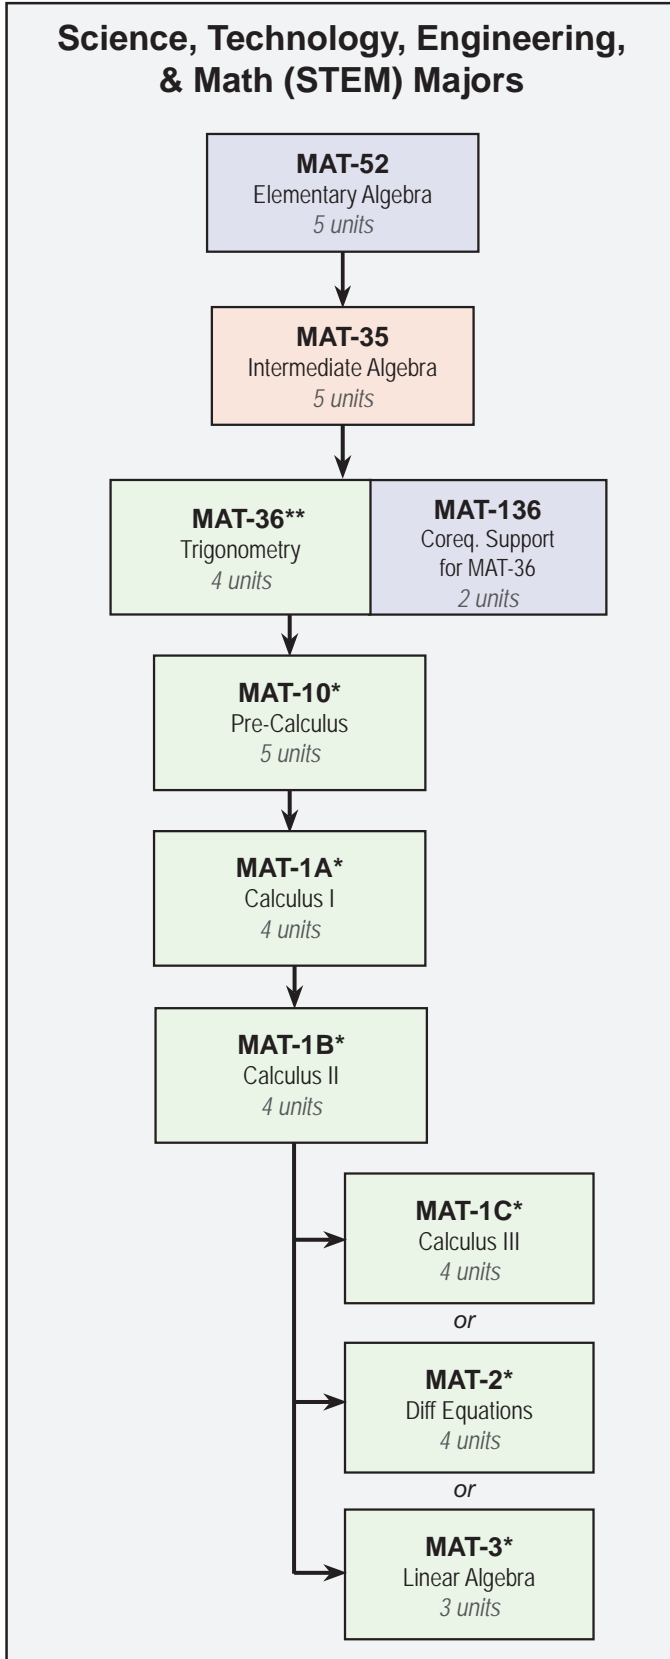 Science, Technology, Engineering,
& Math (STEM) Majors
MAT-52
Elementary Algebra
5 units
MAT-35
Intermediate Algebra
5 units
MAT-36**
Trigonometry
4 units
MAT-136
Coreq. Support
for MAT-36
2 units
MAT-10*
Pre-Calculus
5 units
MAT-1A*
Calculus I
4 units
MAT-1B*
Calculus II
4 units
MAT-1C*
Calculus III
4 units
or
MAT-2*
Diff Equations
4 units
or
MAT-3*
Linear Algebra
3 units